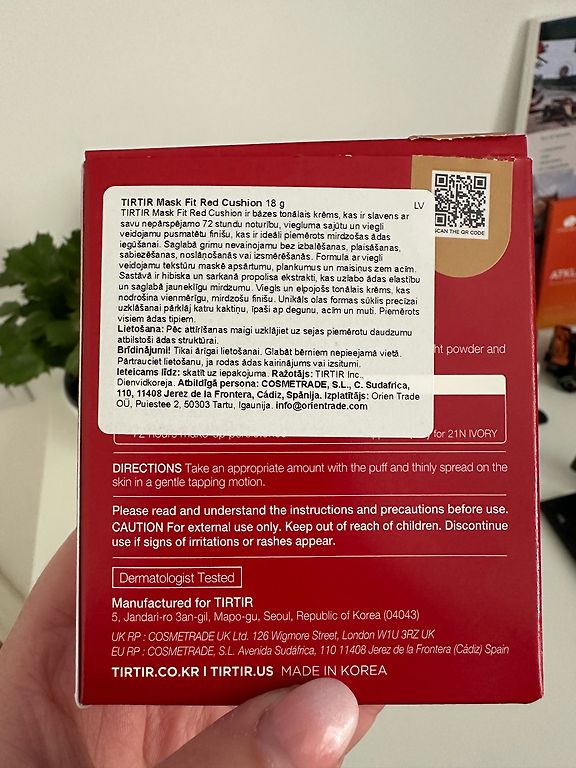 TIRTIR Mask Fit Red Cushion 18 g
LV
TIRTIR Mask Fit Red Cushion ir bāzes tonālais krēms, kas ir slavens ar
savu nepārspējamo 72 stundu noturību, viegluma sajūtu un viegli
veidojamu pusmatētu finišu, kas ir ideāli piemērots mirdzošas ādas
iegūšanai. Saglabā grimu nevainojamu bez izbalēšanas, plaisāšanas,
sabiezēšanas, noslāņošanās vai izsmērēšanās. Formula ar viegli
veidojamu tekstūru maskē apsārtumu, plankumus un maisiņus zem acīm.
Sastāvā ir hibiska un sarkanā propolisa ekstrakti, kas uzlabo ādas elastību
un saglabā jauneklīgu mirdzumu. Viegls un elpojošs tonālais krēms, kas
nodrošina vienmērīgu, mirdzošu finišu. Unikālās olas formas sūklis precīzai
uzklāšanai pārklāj katru kaktiņu, īpaši ap degunu, acīm un muti. Piemērots
visiem ādas tipiem.
Lietošana: Pēc attīrīšanas maigi uzklājiet uz sejas piemērotu daudzumu
atbilstoši ādas struktūrai.
Brīdinājumi! Tikai ārīgai lietošanai. Glabāt bērniem nepieejamā vietā.
Pārtrauciet lietošanu, ja rodas ādas kairinājums vai izsitumi.
Ieteicams līdz: skatīt uz iepakojuma. Ražotājs: TIRTIR Inc.,
Dienvidkoreja. Atbildīgā persona: COSMETRADE, S.L., C. Sudafrica,
110, 11408 Jerez de la Frontera, Cádiz, Spānija. Izplatītājs: Orien Trade
OÜ, Puiestee 2, 50303 Tartu, Igaunija. info@orientrade.com
SCAN THE QR CODE
powder and
for 21N IVORY
DIRECTIONS Take an appropriate amount with the puff and thinly spread on the
skin in a gentle tapping motion.
Please read and understand the instructions and precautions before use.
CAUTION For external use only. Keep out of reach of children. Discontinue
use if signs of irritations or rashes appear.
Dermatologist Tested
Manufactured for TIRTIR
5, Jandari-ro 3an-gil, Mapo-gu, Seoul, Republic of Korea (04043)
UK RP : COSMETRADE UK Ltd. 126 Wigmore Street, London W1U 3RZ UK
EU RP : COSMETRADE, S.L. Avenida Sudáfrica, 110 11408 Jerez de la Frontera (Cádiz) Spain
TIRTIR.CO.KR I TIRTIR.US MADE IN KOREA